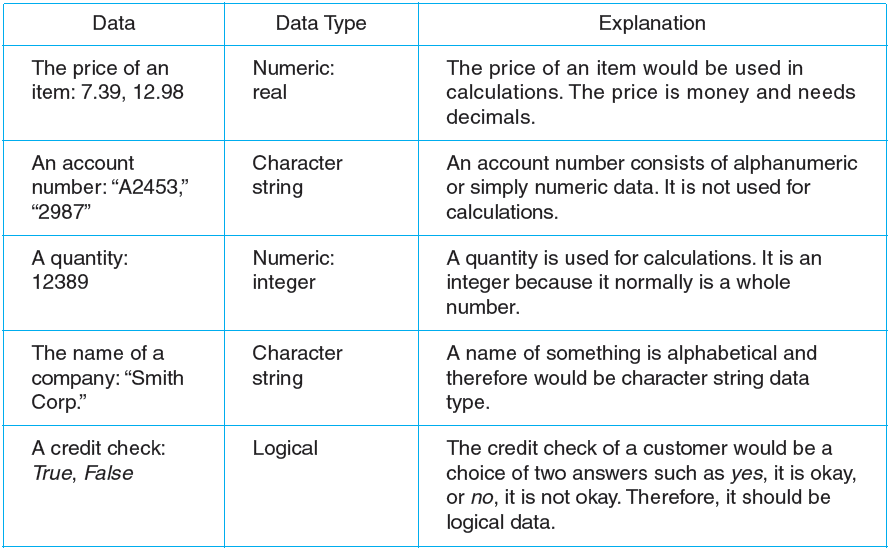 Data Data Type Explanation
The price of an Numeric: The price of an item would be used in
item: 7.39, 12.98 real calculations. The price is money and needs
decimals.
An account Character An account number consists of alphanumeric
number: “A2453,” string or simply numeric data. It is not used for
“2987” calculations.
A quantity: Numeric: A quantity is used for calculations. It is an
12389 integer integer because it normally is a whole
number.
The name of a Character A name of something is alphabetical and
company: “Smith string therefore would be character string data
Corp.” type.
A credit check: Logical The credit check of a customer would be a
True, False choice of two answers such as yes, it is okay,
or no, it is not okay. Therefore, it should be
logical data.